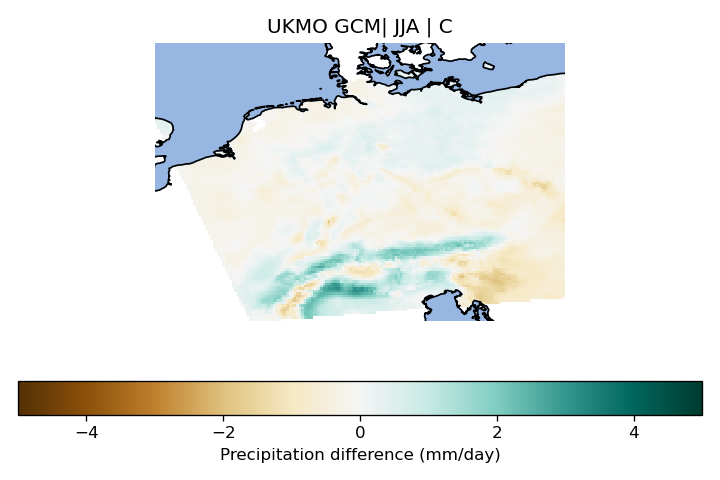 UKMO GCM| JJA | C
−4 −2 0 2 4
Precipitation difference (mm/day)